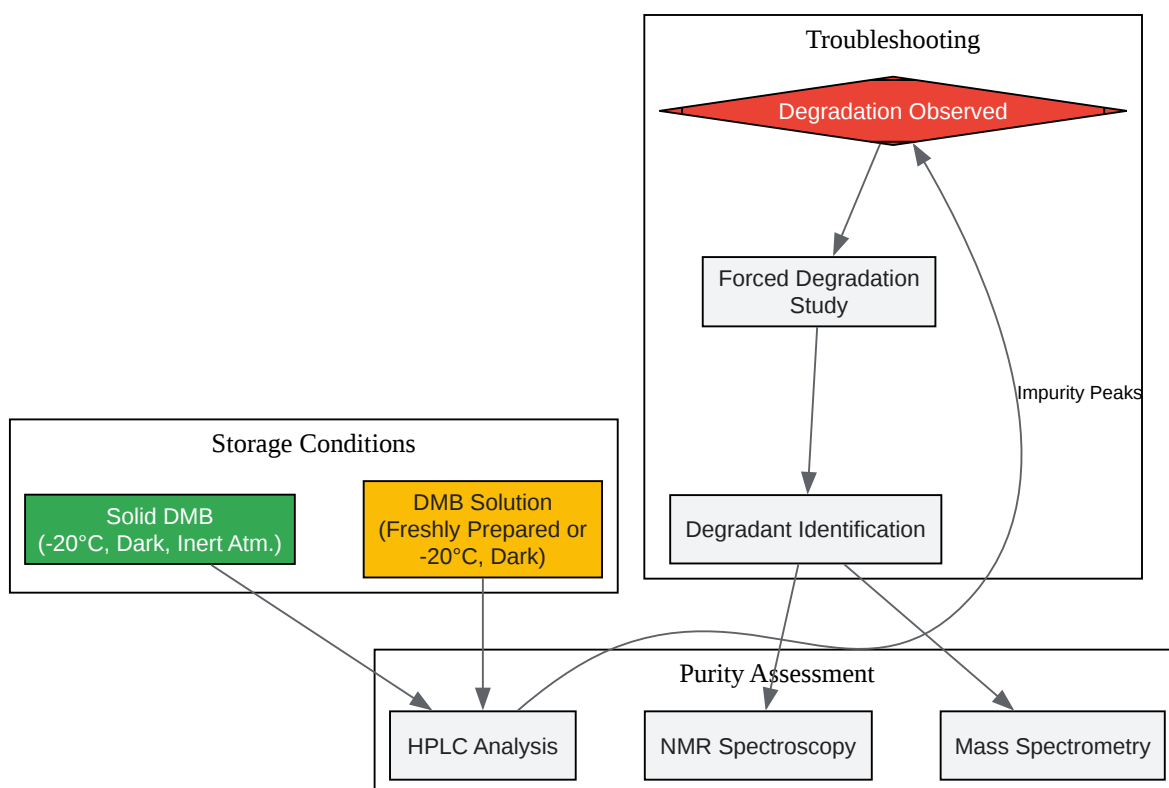 Troubleshooting
Degradation Observed
Forced Degradation
Study
Impurity Peaks
Degradant Identification
Storage Conditions
Solid DMB
(-20°C, Dark, Inert Atm.)
DMB Solution
(Freshly Prepared or
-20°C, Dark)
Purity Assessment
HPLC Analysis
NMR Spectroscopy
Mass Spectrometry